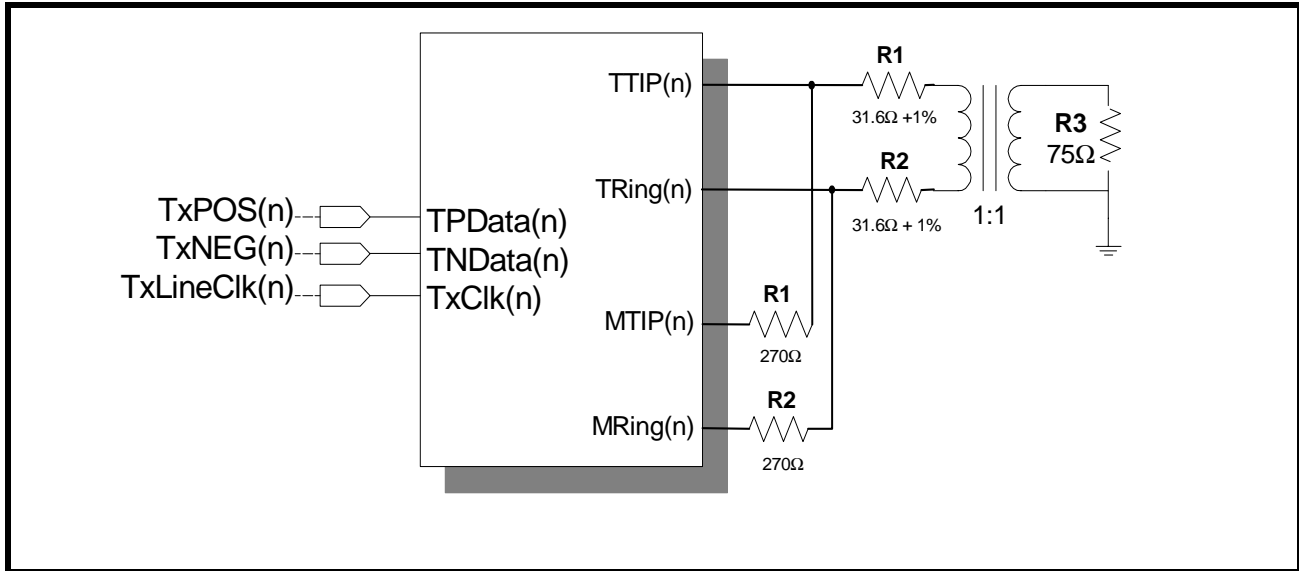 TxPOS(n)
TxNEG(n)
TxLineClk(n)
TPData(n)
TNData(n)
TxClk(n)
TTIP(n)
TRing(n)
MTIP(n)
MRing(n)
R1
31.6Ω +1%
R2
31.6Ω + 1%
R1
270Ω
R2
270Ω
1:1
R3
75Ω